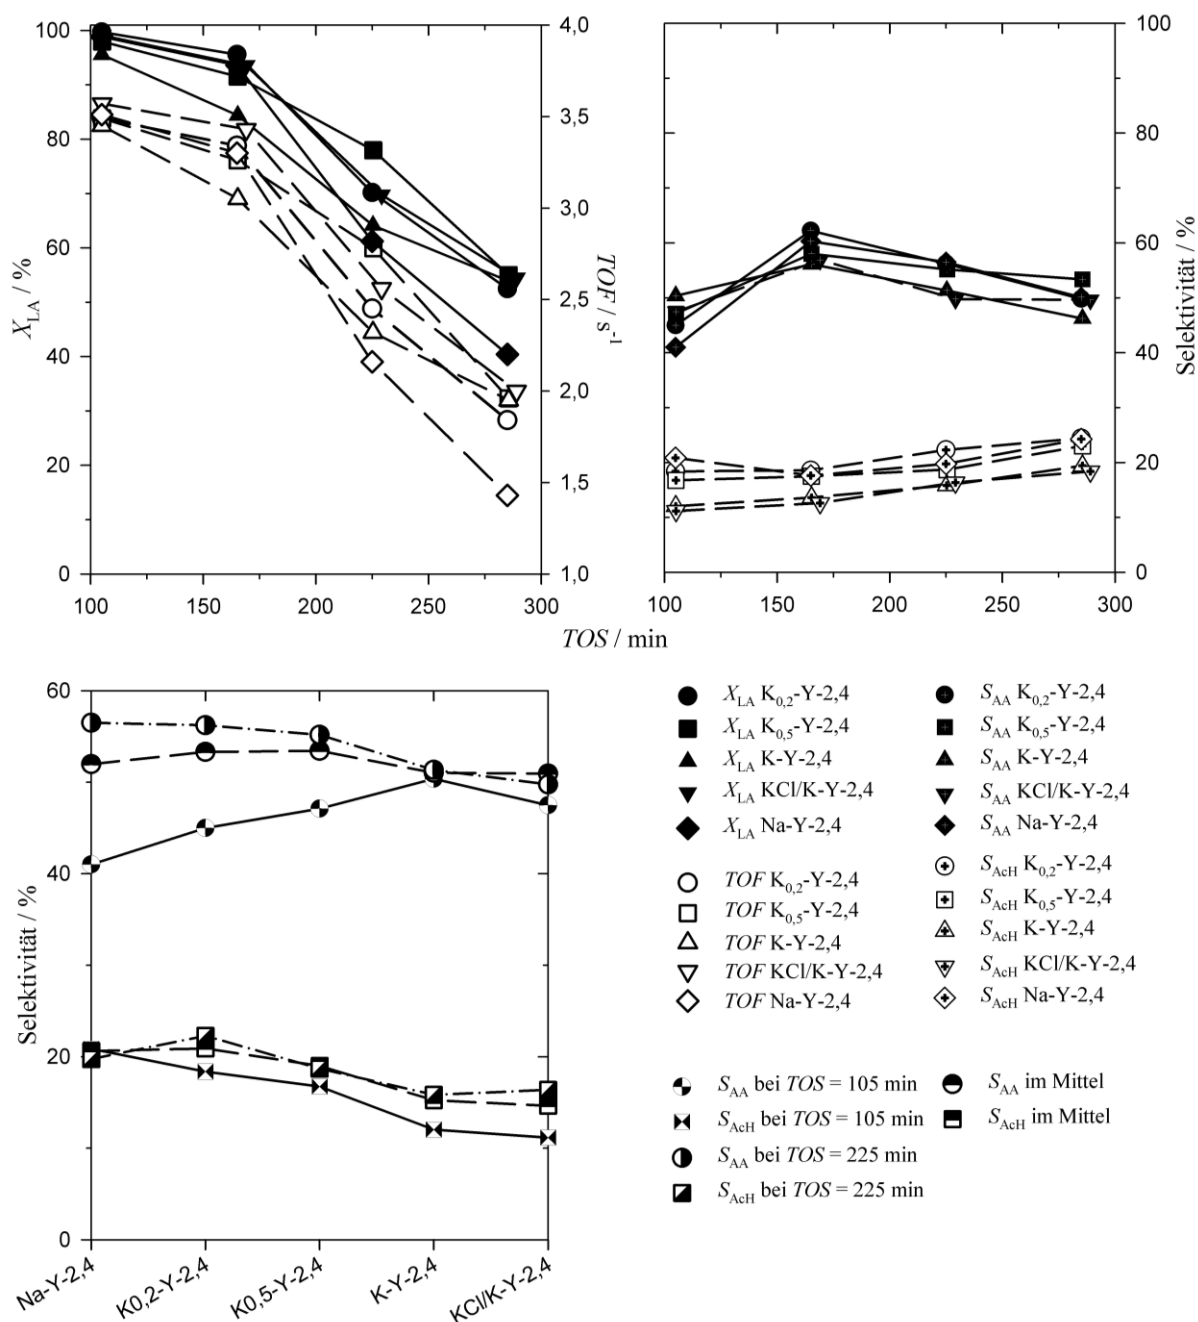 100
80
60
40
20
0
X_LA / %
4,0
3,5
3,0
2,5
2,0
1,5
1,0
TOF / s⁻¹
100 150 200 250 300
100
80
60
40
20
0
Selektivität / %
100 150 200 250 300
TOS / min
60
40
20
0
Selektivität / %
Na-Y-2,4
K0,2-Y-2,4
K0,5-Y-2,4
K-Y-2,4
KCl/K-Y-2,4
X_LA K_0,2-Y-2,4
X_LA K_0,5-Y-2,4
X_LA K-Y-2,4
X_LA KCl/K-Y-2,4
X_LA Na-Y-2,4
TOF K_0,2-Y-2,4
TOF K_0,5-Y-2,4
TOF K-Y-2,4
TOF KCl/K-Y-2,4
TOF Na-Y-2,4
S_AA K_0,2-Y-2,4
S_AA K_0,5-Y-2,4
S_AA K-Y-2,4
S_AA KCl/K-Y-2,4
S_AA Na-Y-2,4
S_AcH K_0,2-Y-2,4
S_AcH K_0,5-Y-2,4
S_AcH K-Y-2,4
S_AcH KCl/K-Y-2,4
S_AcH Na-Y-2,4
S_AA bei TOS = 105 min
S_AcH bei TOS = 105 min
S_AA bei TOS = 225 min
S_AcH bei TOS = 225 min
S_AA im Mittel
S_AcH im Mittel